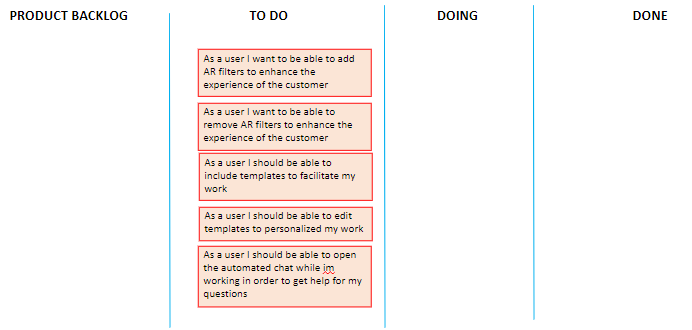 PRODUCT BACKLOG
TO DO
DOING
DONE
As a user I want to be able to add
AR filters to enhance the
experience of the customer
As a user I want to be able to
remove AR filters to enhance the
experience of the customer
As a user I should be able to
include templates to facilitate my
work
As a user I should be able to edit
templates to personalized my work
As a user I should be able to open
the automated chat while im
working in order to get help for my
questions